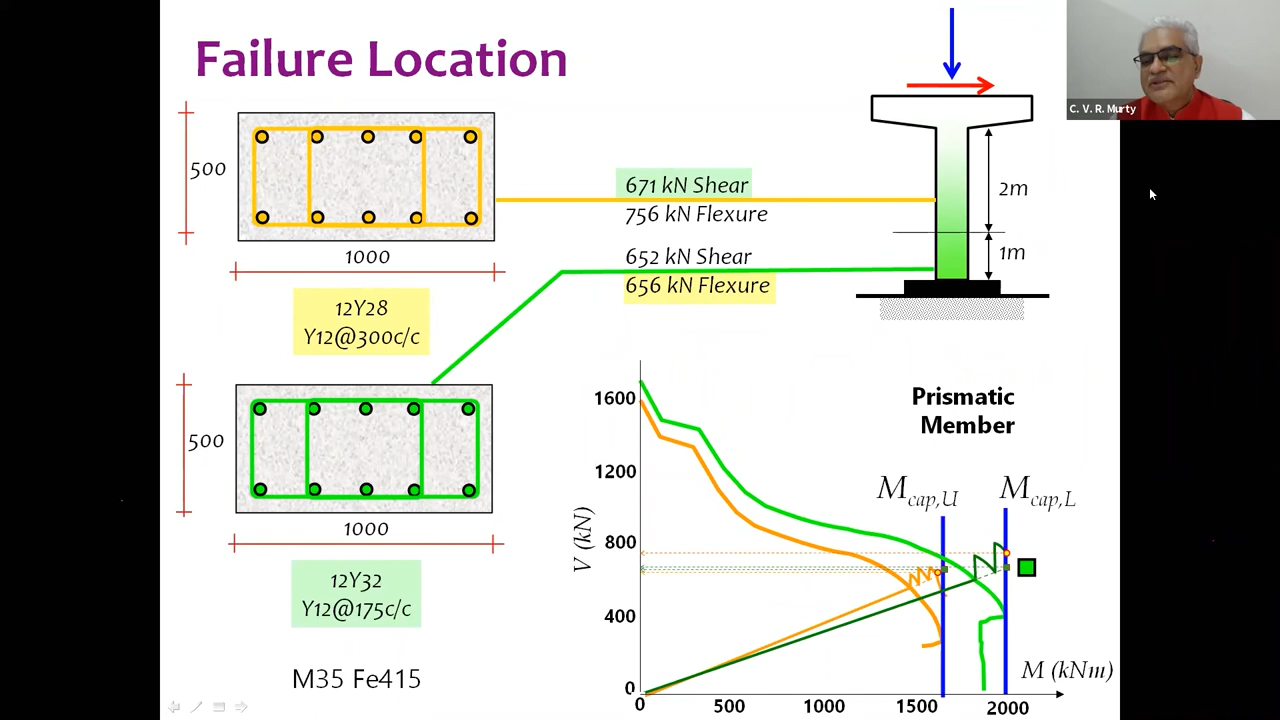 Failure Location
C. V. R. Murty
500
1000
12Y28
Y12@300c/c
671 kN Shear
756 kN Flexure
652 kN Shear
656 kN Flexure
2m
1m
500
1000
12Y32
Y12@175c/c
M35 Fe415
Prismatic
Member
Mcap,U
Mcap,L
V (kN)
1600
1200
800
400
0
0
500
1000
1500
2000
M (kNm)